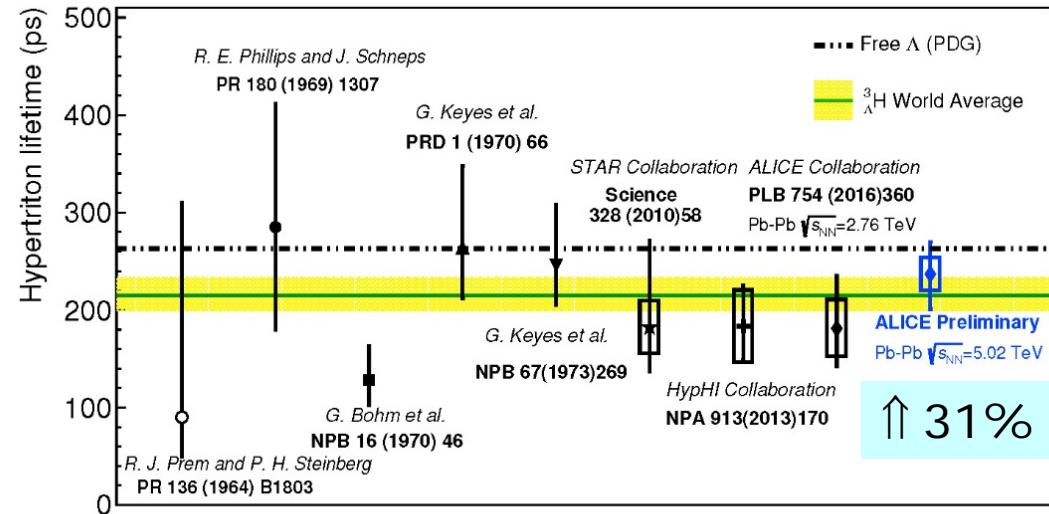 Hypertriton lifetime (ps)
500
400
300
200
100
0
Free Λ (PDG)
³ΛH World Average
R. E. Phillips and J. Schneps
PR 180 (1969) 1307
G. Keyes et al.
PRD 1 (1970) 66
STAR Collaboration
Science
328 (2010)58
ALICE Collaboration
PLB 754 (2016)360
Pb-Pb √sNN=2.76 TeV
G. Keyes et al.
NPB 67(1973)269
ALICE Preliminary
Pb-Pb √sNN=5.02 TeV
HypHI Collaboration
NPA 913(2013)170
⇑ 31%
G. Bohm et al.
NPB 16 (1970) 46
R. J. Prem and P. H. Steinberg
PR 136 (1964) B1803